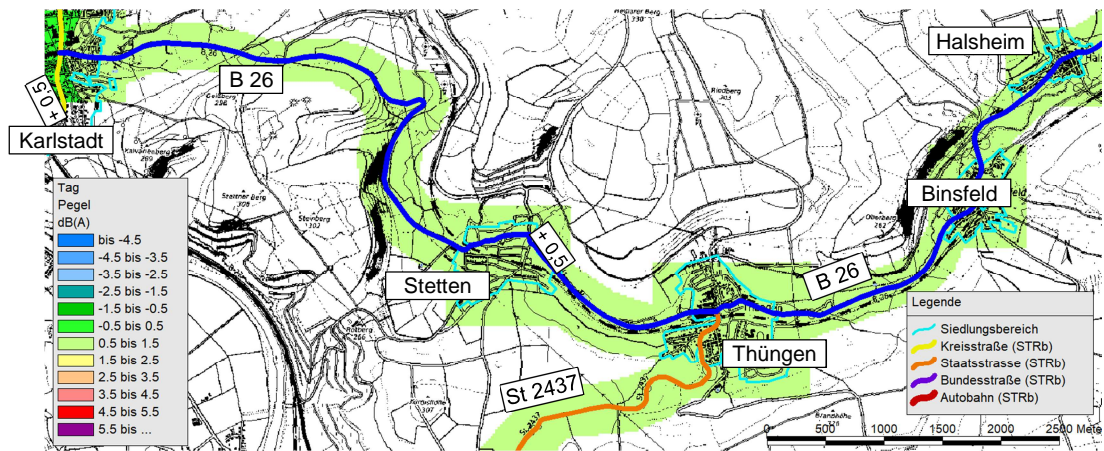 Halsheim
B 26
+ 0.5
Karlstadt
Tag
Pegel
dB(A)
bis -4.5
-4.5 bis -3.5
-3.5 bis -2.5
-2.5 bis -1.5
-1.5 bis -0.5
-0.5 bis 0.5
0.5 bis 1.5
1.5 bis 2.5
2.5 bis 3.5
3.5 bis 4.5
4.5 bis 5.5
5.5 bis ...
Binsfeld
Stetten
0.5
B 26
Thüngen
St 2437
Legende
Siedlungsbereich
Kreisstraße (STRb)
Staatsstrasse (STRb)
Bundesstraße (STRb)
Autobahn (STRb)
0 500 1000 1500 2000 2500 Mete